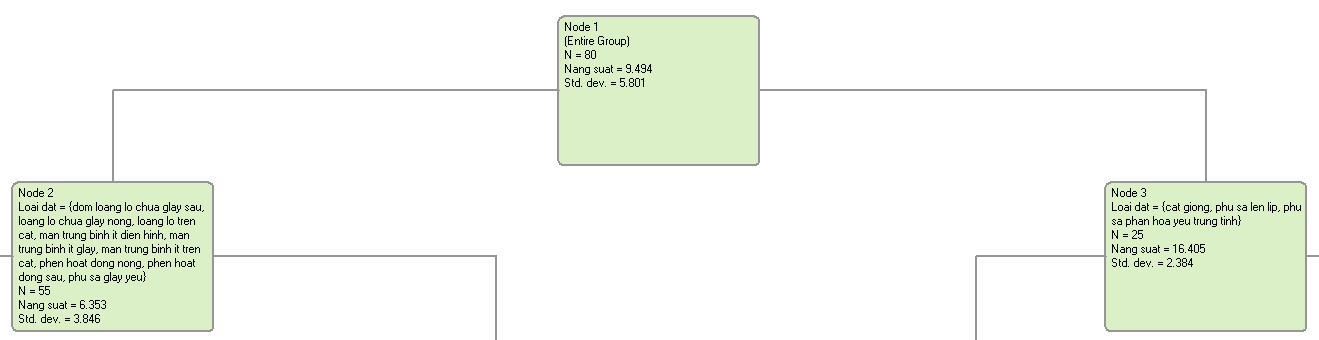 Node 1
(Entire Group)
N = 80
Nang suat = 9.494
Std. dev. = 5.801
Node 2
Loai dat = {dom loang lo chua glay sau,
loang lo chua glay nong, loang lo tren
cat, man trung binh it dien hinh, man
trung binh it glay, man trung binh it tren
cat, phen hoat dong nong, phen hoat
dong sau, phu sa glay yeu}
N = 55
Nang suat = 6.353
Std. dev. = 3.846
Node 3
Loai dat = {cat giong, phu sa len lip, phu
sa phan hoa yeu trung tinh}
N = 25
Nang suat = 16.405
Std. dev. = 2.384